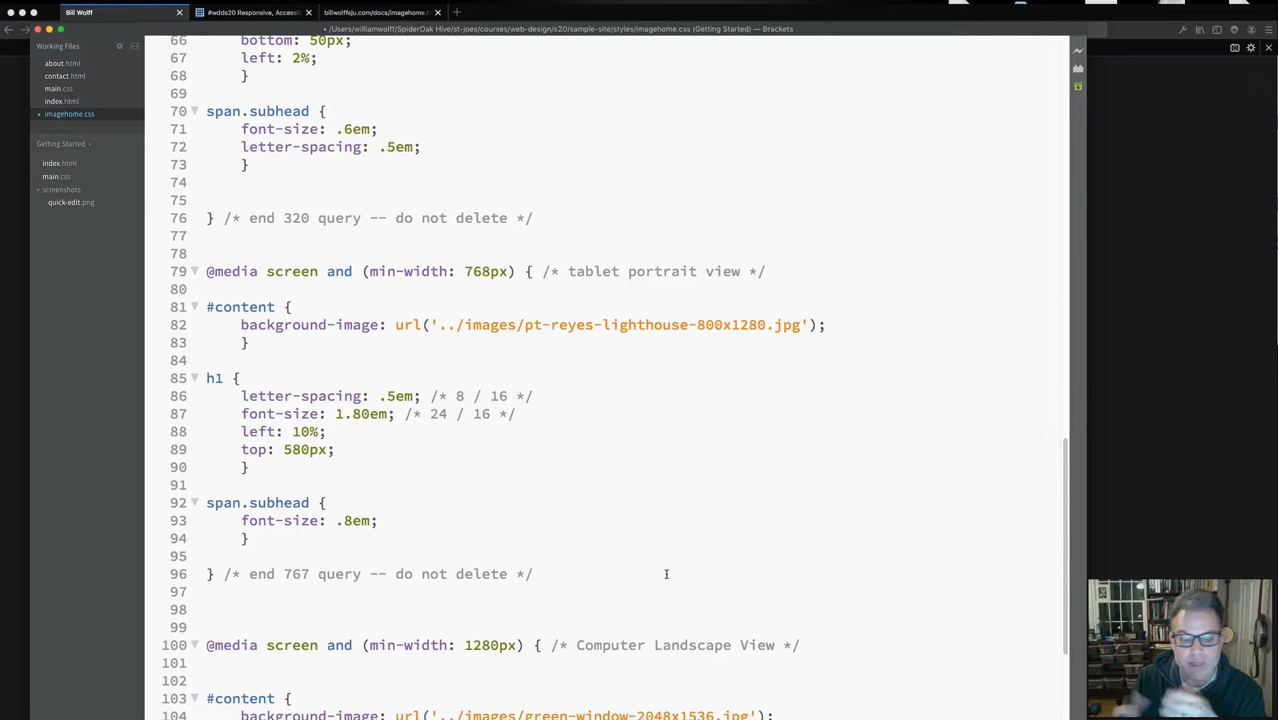 Bill Wolff
#wdds20 Responsive, Accessi
billwolffsju.com/docs/imagehome.
/Users/williamwolff/SpiderOak Hive/st-joes/courses/web-design/s20/sample-site/styles/imagehome.css (Getting Started) — Brackets
Working Files
about.html
contact.html
main.css
index.html
imagehome.css
Getting Started
index.html
main.css
screenshots
quick-edit.png
66 bottom: 50px;
67 left: 2%;
68 }
69
70 span.subhead {
71 font-size: .6em;
72 letter-spacing: .5em;
73 }
74
75
76 } /* end 320 query -- do not delete */
77
78
79 @media screen and (min-width: 768px) { /* tablet portrait view */
80
81 #content {
82 background-image: url('../images/pt-reyes-lighthouse-800x1280.jpg');
83 }
84
85 h1 {
86 letter-spacing: .5em; /* 8 / 16 */
87 font-size: 1.80em; /* 24 / 16 */
88 left: 10%;
89 top: 580px;
90 }
91
92 span.subhead {
93 font-size: .8em;
94 }
95
96 } /* end 767 query -- do not delete */
97
98
99
100 @media screen and (min-width: 1280px) { /* Computer Landscape View */
101
102
103 #content {
104 background-image: url('../images/green-window-2048x1536.jpg');